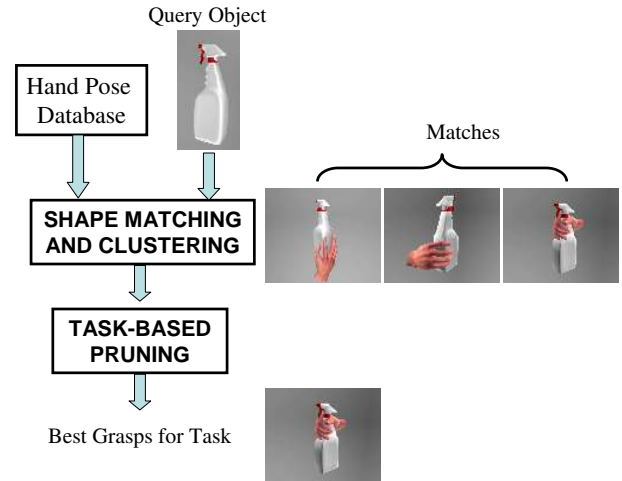 Query Object
Hand Pose
Database
Matches
SHAPE MATCHING
AND CLUSTERING
TASK-BASED
PRUNING
Best Grasps for Task